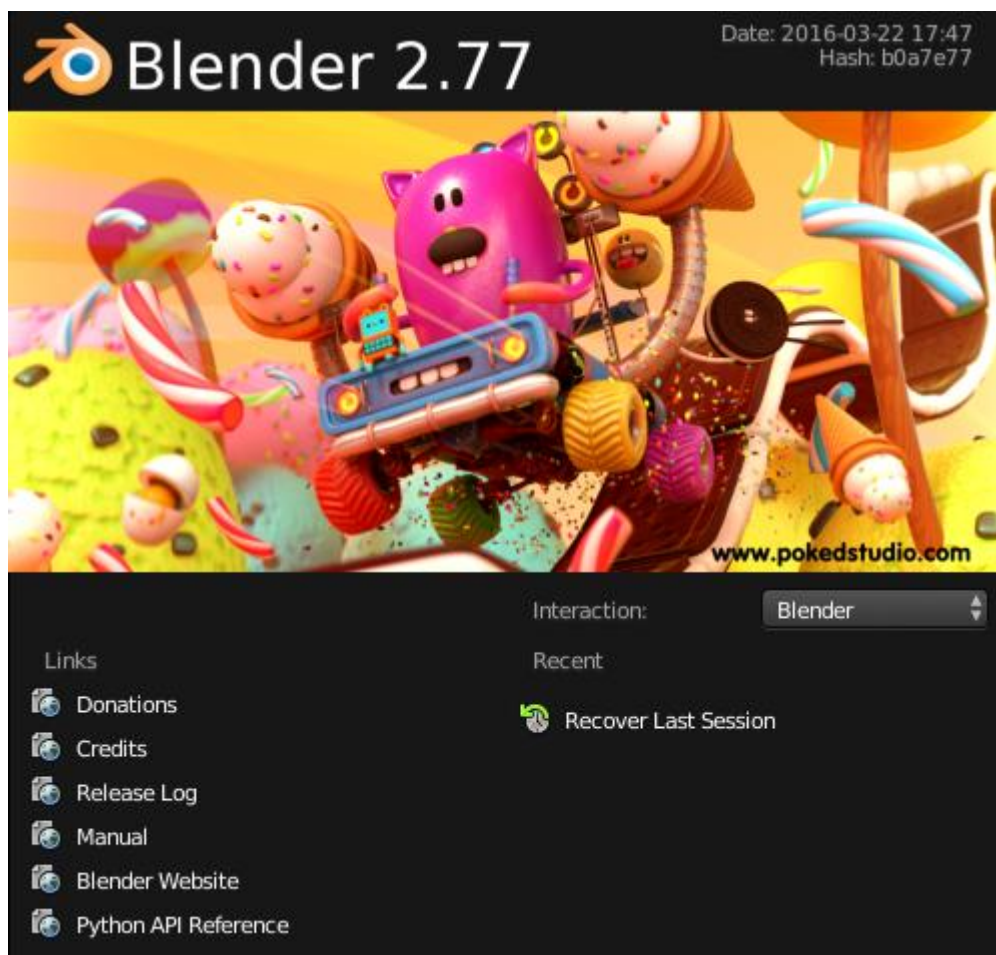 Blender 2.77
Date: 2016-03-22 17:47
Hash: b0a7e77
www.pokedstudio.com
Interaction:
Blender
Links
Donations
Credits
Release Log
Manual
Blender Website
Python API Reference
Recent
Recover Last Session